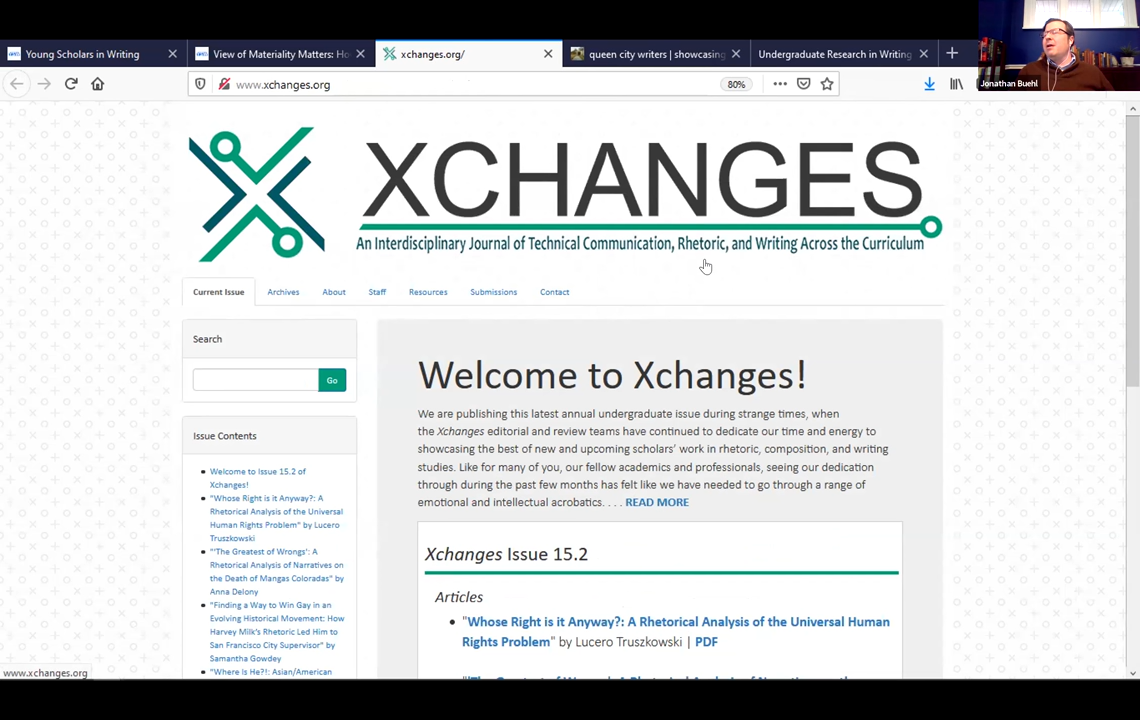 Young Scholars in Writing
View of Materiality Matters: Ho
xchanges.org/
queen city writers | showcasing
Undergraduate Research in Writing
Jonathan Buehl
www.xchanges.org
80%
XCHANGES
An Interdisciplinary Journal of Technical Communication, Rhetoric, and Writing Across the Curriculum
Current Issue Archives About Staff Resources Submissions Contact
Search
Go
Issue Contents
Welcome to Issue 15.2 of
Xchanges!
"Whose Right is it Anyway?: A
Rhetorical Analysis of the Universal
Human Rights Problem" by Lucero
Truszkowski
"'The Greatest of Wrongs': A
Rhetorical Analysis of Narratives on
the Death of Mangas Coloradas" by
Anna Delony
"Finding a Way to Win Gay in an
Evolving Historical Movement: How
Harvey Milk's Rhetoric Led Him to
San Francisco City Supervisor" by
Samantha Gowdey
"Where Is He?!: Asian/American
Welcome to Xchanges!
We are publishing this latest annual undergraduate issue during strange times, when
the Xchanges editorial and review teams have continued to dedicate our time and energy to
showcasing the best of new and upcoming scholars' work in rhetoric, composition, and writing
studies. Like for many of you, our fellow academics and professionals, seeing our dedication
through during the past few months has felt like we have needed to go through a range of
emotional and intellectual acrobatics. . . . READ MORE
Xchanges Issue 15.2
Articles
"Whose Right is it Anyway?: A Rhetorical Analysis of the Universal Human
Rights Problem" by Lucero Truszkowski | PDF
www.xchanges.org